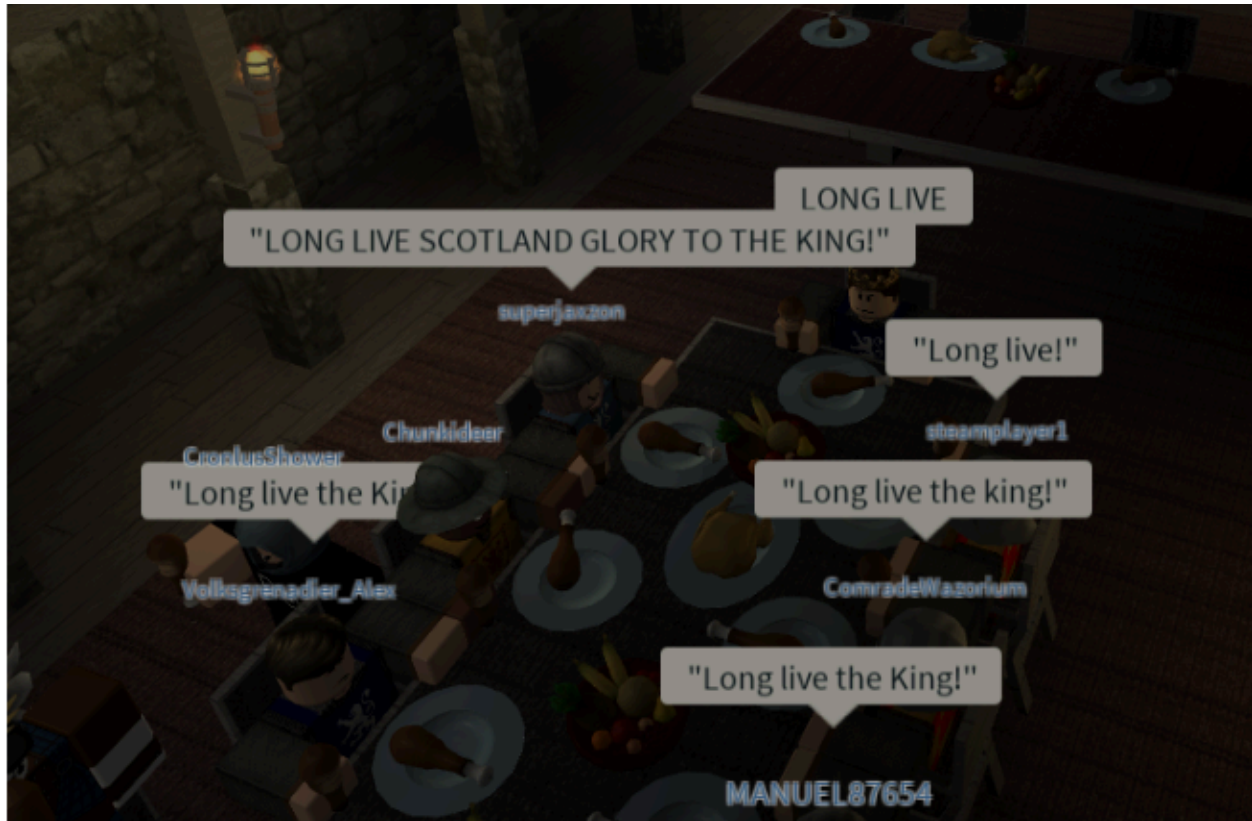 LONG LIVE
"LONG LIVE SCOTLAND GLORY TO THE KING!"
superjaxzon
"Long live!"
steamplayer1
Chunkideer
CroxlusShower
"Long live the Kin
"Long live the king!"
Volksgrenadier_Alex
ComradeWazorium
"Long live the King!"
MANUEL87654